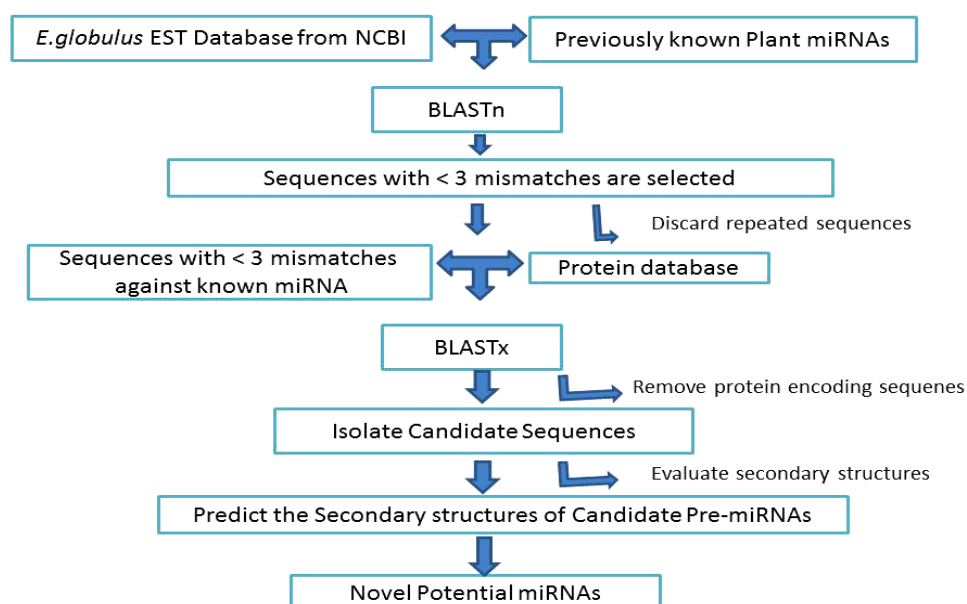 E.globulus EST Database from NCBI
Previously known Plant miRNAs
BLASTn
Sequences with < 3 mismatches are selected
Discard repeated sequences
Sequences with < 3 mismatches
against known miRNA
Protein database
BLASTx
Remove protein encoding sequenes
Isolate Candidate Sequences
Evaluate secondary structures
Predict the Secondary structures of Candidate Pre-miRNAs
Novel Potential miRNAs